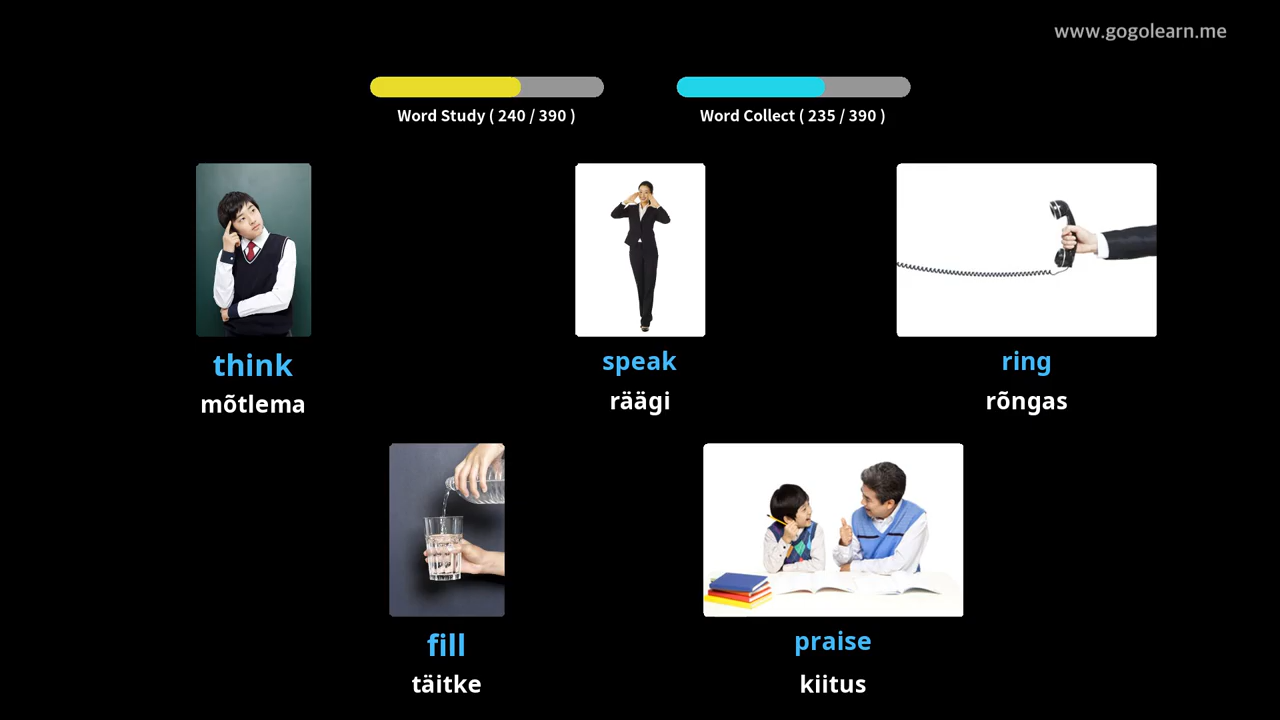 www.gogolearn.me
Word Study ( 240 / 390 )
Word Collect ( 235 / 390 )
think
mõtlema
speak
räägi
ring
rõngas
fill
täitke
praise
kiitus